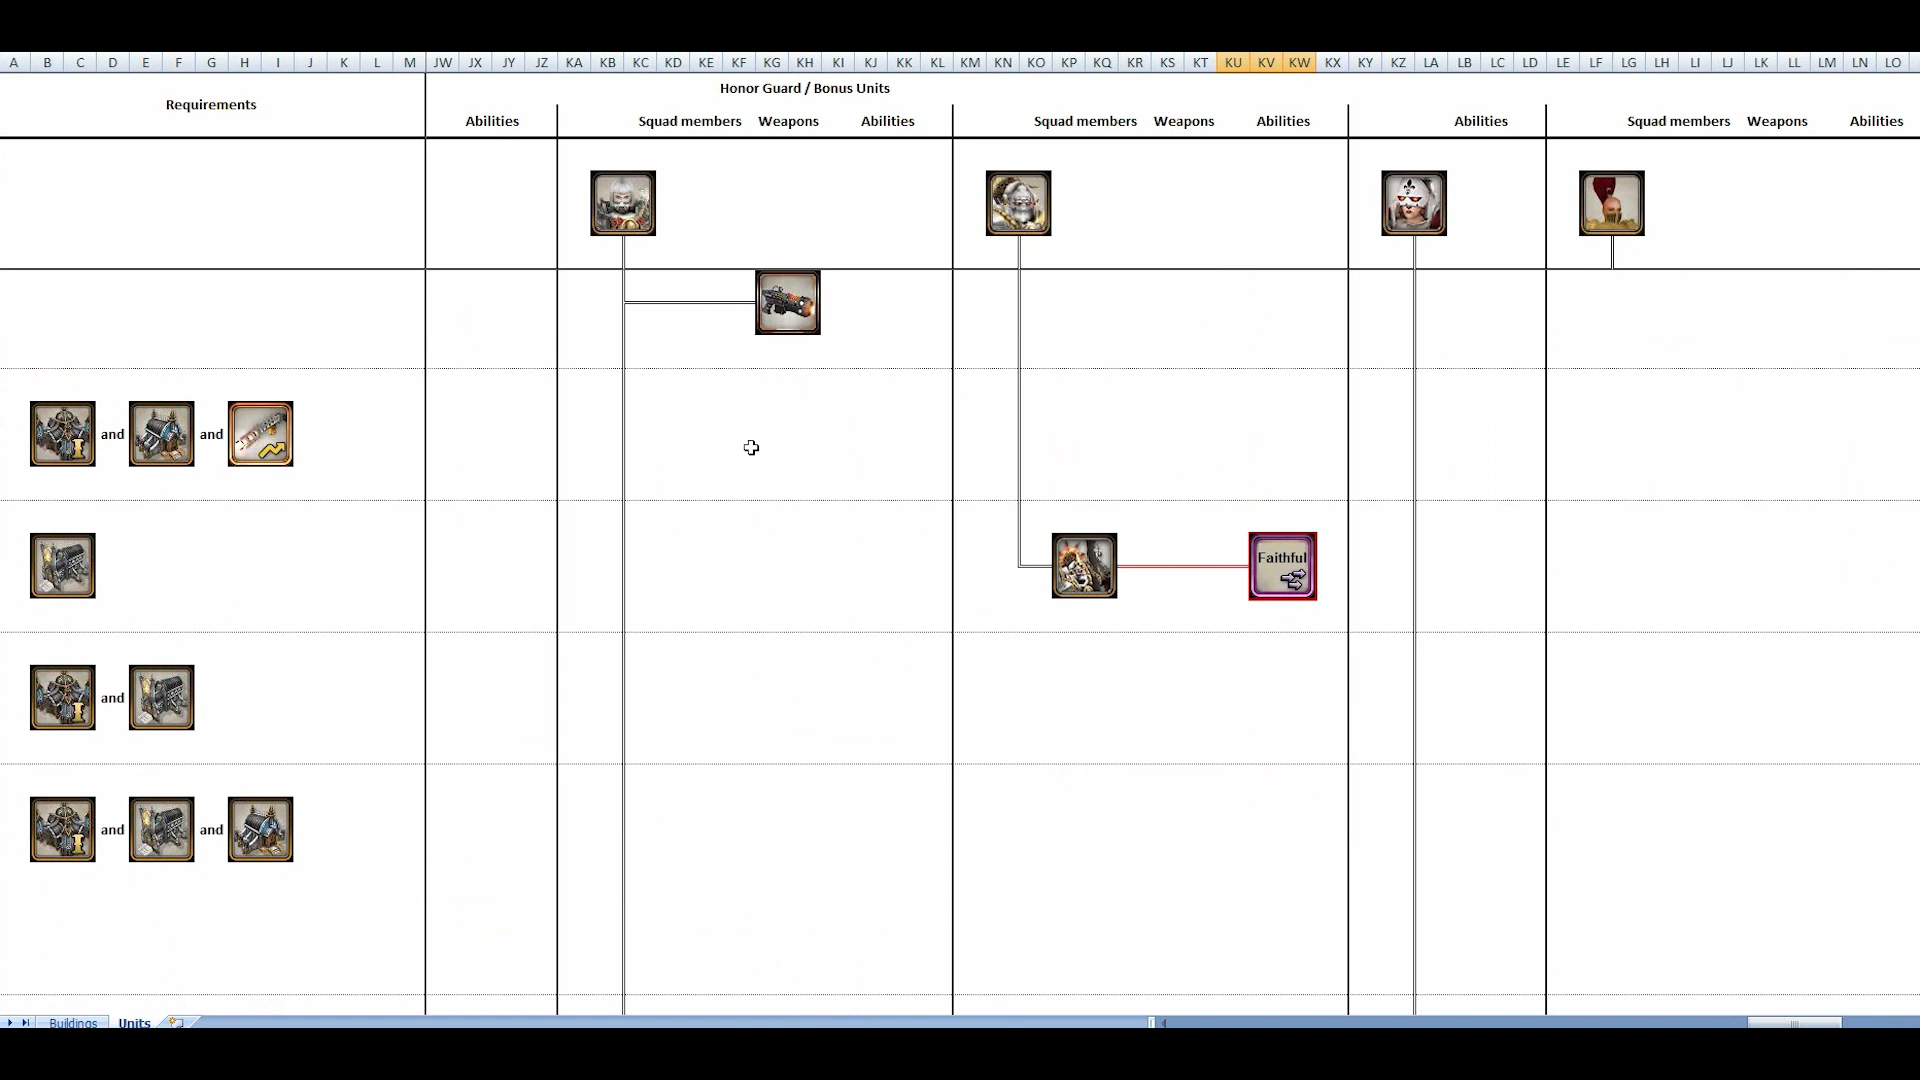 A B C D E F G H I J K L M JW JX JY JZ KA KB KC KD KE KF KG KH KI KJ KK KL KM KN KO KP KQ KR KS KT KU KV KW KX KY KZ LA LB LC LD LE LF LG LH LI LJ LK LL LM LN LO
Honor Guard / Bonus Units
Requirements
Abilities Squad members Weapons Abilities Squad members Weapons Abilities Abilities Squad members Weapons Abilities
and and
Faithful
and
and and
Buildings Units